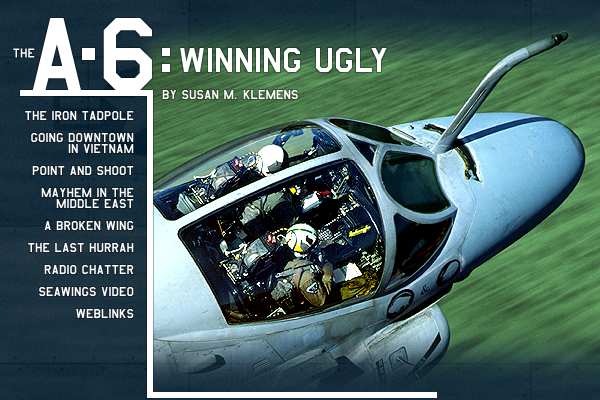 THE A-6: WINNING UGLY
BY SUSAN M. KLEMENS
THE IRON TADPOLE
GOING DOWNTOWN
IN VIETNAM
POINT AND SHOOT
MAYHEM IN THE
MIDDLE EAST
A BROKEN WING
THE LAST HURRAH
RADIO CHATTER
SEAWINGS VIDEO
WEBLINKS